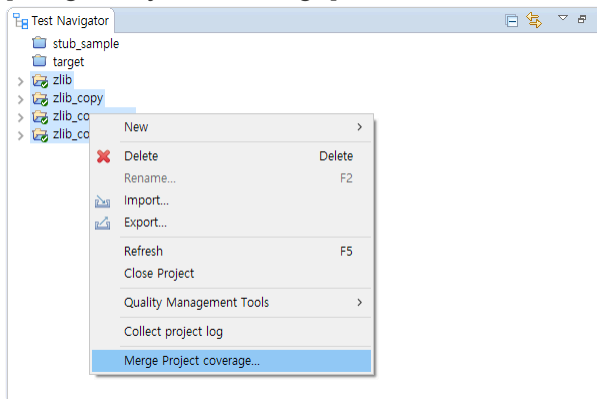 Test Navigator
stub_sample
target
zlib
zlib_copy
zlib_co
zlib_co
New
Delete Delete
Rename... F2
Import...
Export...
Refresh F5
Close Project
Quality Management Tools
Collect project log
Merge Project coverage...